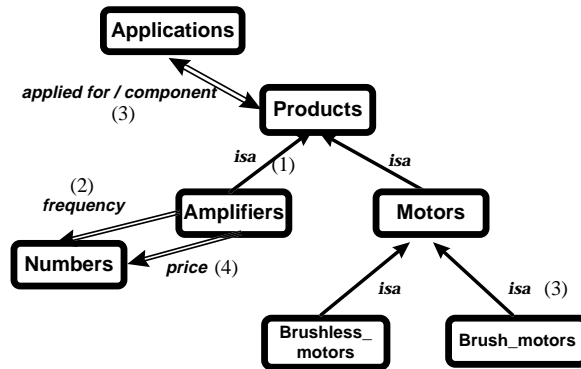 Applications
applied for / component
(3)
Products
isa
(1)
isa
(2)
frequency
Amplifiers
Motors
Numbers
price (4)
isa
isa (3)
Brushless_
motors
Brush_motors